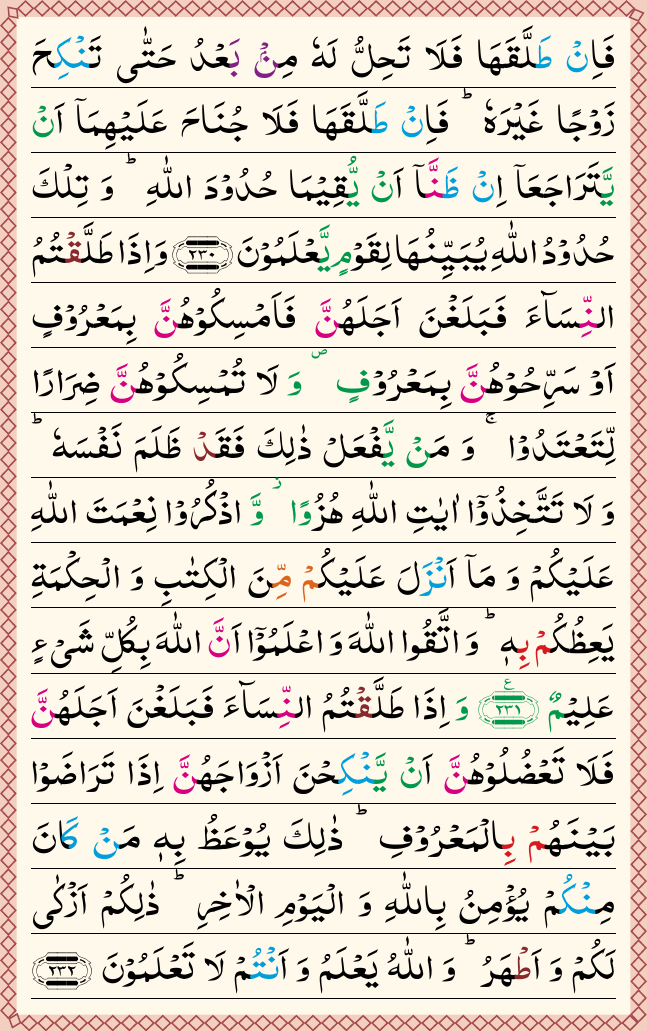 فَاِنۡ طَلَّقَهَا فَلَا تَحِلُّ لَهٗ مِنۡۢ بَعۡدُ حَتّٰى تَنۡكِحَ
زَوۡجًا غَيۡرَهٗ ؕ فَاِنۡ طَلَّقَهَا فَلَا جُنَاحَ عَلَيۡهِمَاۤ اَنۡ
يَّتَرَاجَعَاۤ اِنۡ ظَنَّاۤ اَنۡ يُّقِيۡمَا حُدُوۡدَ اللّٰهِ ؕ وَ تِلۡكَ
حُدُوۡدُ اللّٰهِ يُبَيِّنُهَا لِقَوۡمٍ يَّعۡلَمُوۡنَ ‏﴿۲۳۰﴾‏ وَاِذَا طَلَّقۡتُمُ
النِّسَآءَ فَبَلَغۡنَ اَجَلَهُنَّ فَاَمۡسِكُوۡهُنَّ بِمَعۡرُوۡفٍ
اَوۡ سَرِّحُوۡهُنَّ بِمَعۡرُوۡفٍ ۖ وَ لَا تُمۡسِكُوۡهُنَّ ضِرَارًا
لِّتَعۡتَدُوۡا ۚ وَ مَنۡ يَّفۡعَلۡ ذٰ لِكَ فَقَدۡ ظَلَمَ نَفۡسَهٗ ؕ
وَ لَا تَتَّخِذُوۡٓا اٰيٰتِ اللّٰهِ هُزُوًا  وَّ اذۡكُرُوۡا نِعۡمَتَ اللّٰهِ
عَلَيۡكُمۡ وَ مَآ اَنۡزَلَ عَلَيۡكُمۡ مِّنَ الۡكِتٰبِ وَ الۡحِكۡمَةِ
يَعِظُكُمۡ بِهٖ ؕ وَ اتَّقُوا اللّٰهَ وَ اعۡلَمُوۡٓا اَنَّ اللّٰهَ بِكُلِّ شَىۡءٍ
عَلِيۡمٌ ‏﴿۲۳۱﴾‏ ع وَ اِذَا طَلَّقۡتُمُ النِّسَآءَ فَبَلَغۡنَ اَجَلَهُنَّ
فَلَا تَعۡضُلُوۡهُنَّ اَنۡ يَّنۡكِحۡنَ اَزۡوَاجَهُنَّ اِذَا تَرَاضَوۡا
بَيۡنَهُمۡ بِالۡمَعۡرُوۡفِ ؕ ذٰ لِكَ يُوۡعَظُ بِهٖ مَنۡ كَانَ
مِنۡكُمۡ يُؤۡمِنُ بِاللّٰهِ وَ الۡيَوۡمِ الۡاٰخِرِ ؕ ذٰ لِكُمۡ اَزۡكٰى
لَكُمۡ وَ اَطۡهَرُ ؕ وَ اللّٰهُ يَعۡلَمُ وَ اَنۡتُمۡ لَا تَعۡلَمُوۡنَ ‏﴿۲۳۲﴾‏